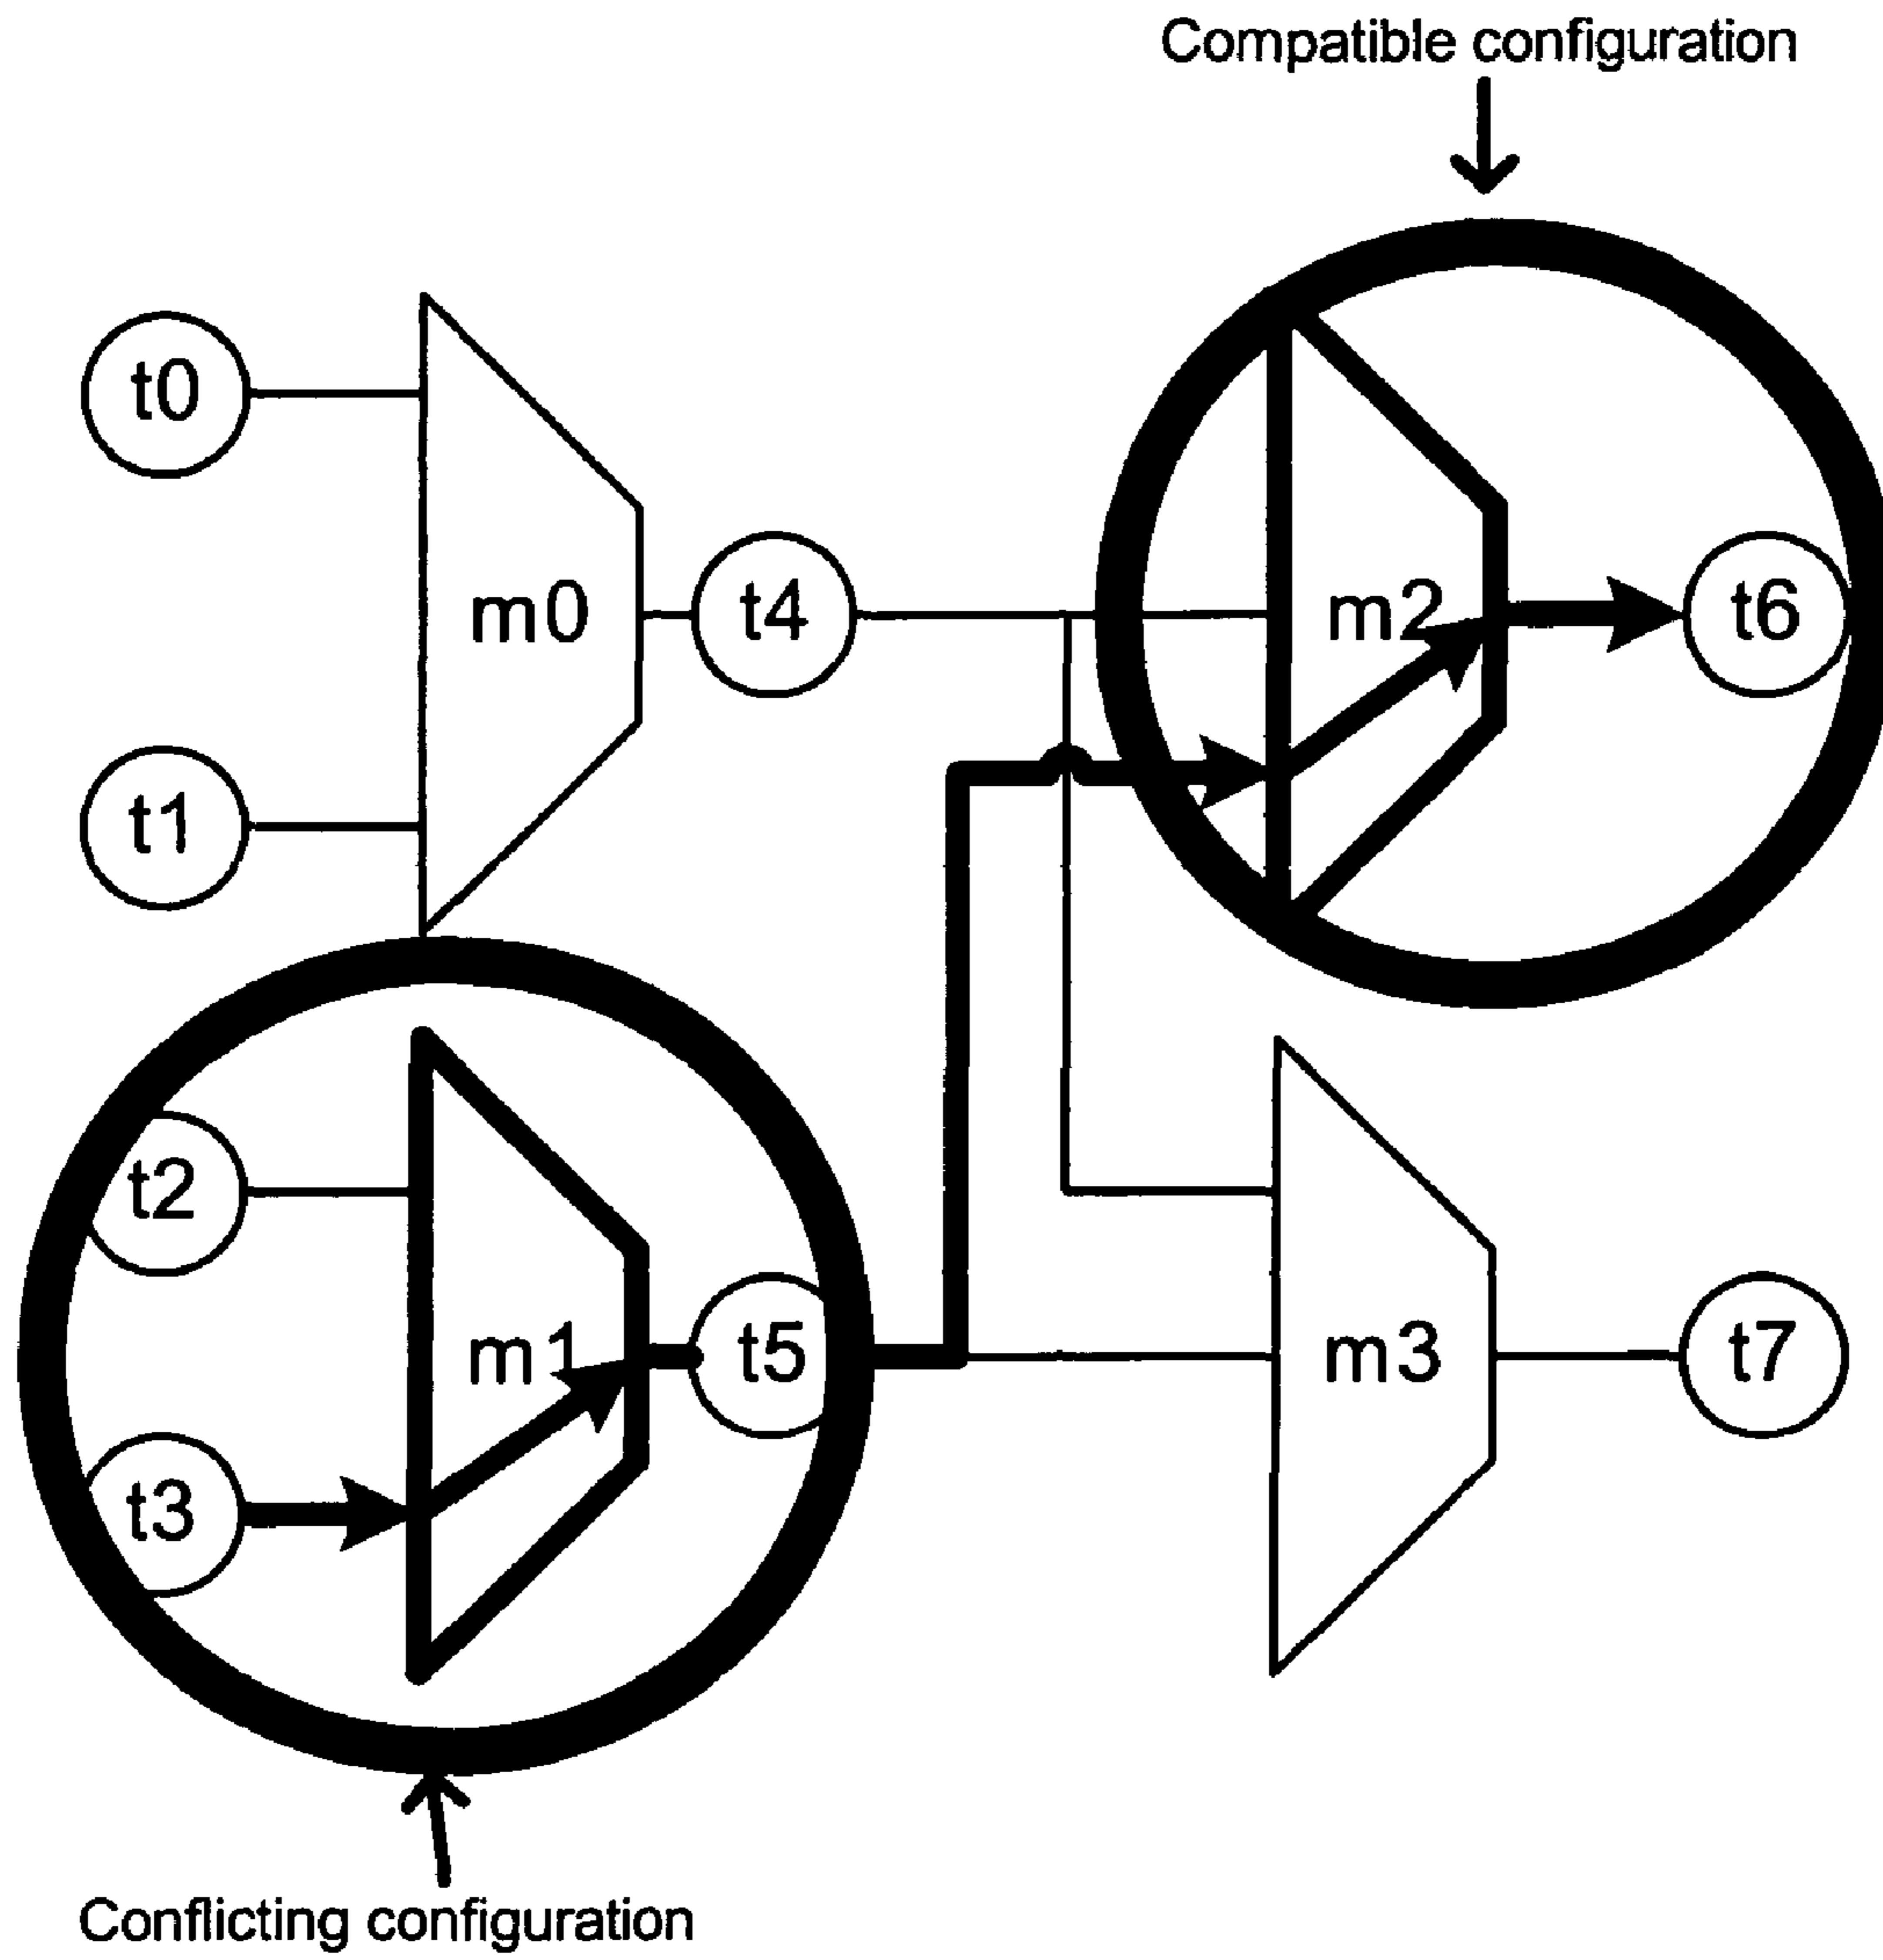 Compatible configuration
t0
m0
t4
m2
t6
t1
t2
m1
t5
m3
t7
t3
Conflicting configuration